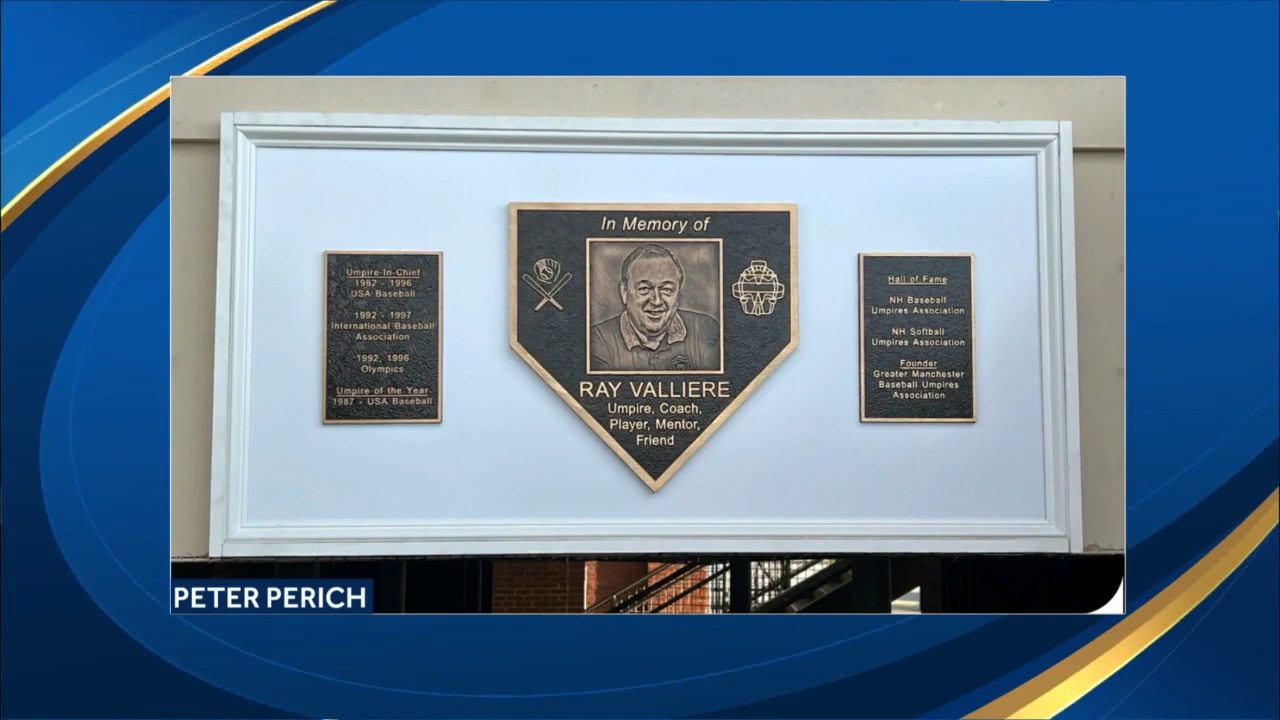 Umpire-In-Chief
1982 - 1996
USA Baseball
1992 - 1997
International Baseball
Association
1992, 1996
Olympics
Umpire of the Year
1987 - USA Baseball
In Memory of
RAY VALLIERE
Umpire, Coach,
Player, Mentor,
Friend
Hall of Fame
NH Baseball
Umpires Association
NH Softball
Umpires Association
Founder
Greater Manchester
Baseball Umpires
Association
PETER PERICH